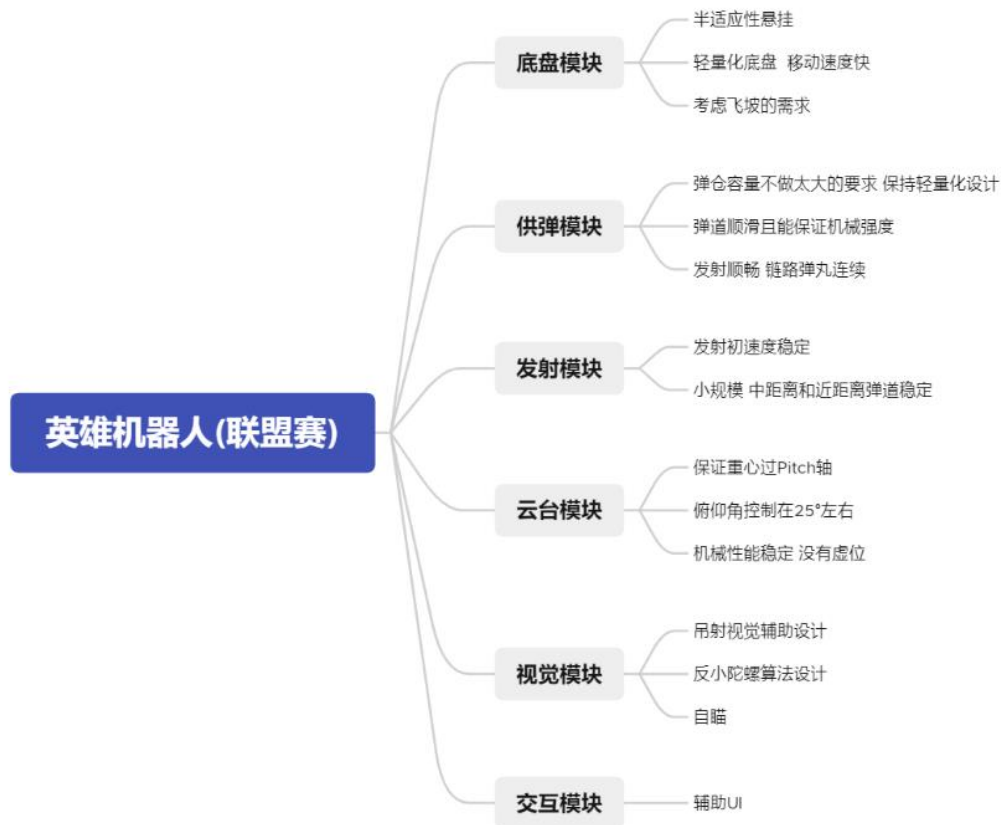 英雄机器人(联盟赛)
底盘模块
半适应性悬挂
轻量化底盘 移动速度快
考虑飞坡的需求
供弹模块
弹仓容量不做太大的要求 保持轻量化设计
弹道顺滑且能保证机械强度
发射顺畅 链路弹丸连续
发射模块
发射初速度稳定
小规模 中距离和近距离弹道稳定
云台模块
保证重心过Pitch轴
俯仰角控制在25°左右
机械性能稳定 没有虚位
视觉模块
吊射视觉辅助设计
反小陀螺算法设计
自瞄
交互模块
辅助UI